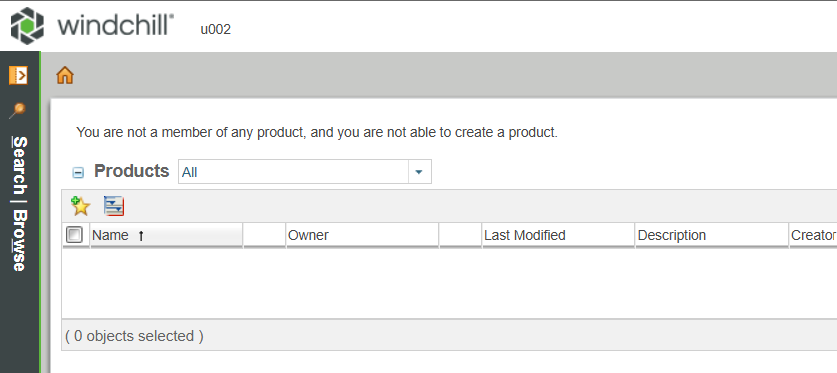 windchill®
u002
Search | Browse
You are not a member of any product, and you are not able to create a product.
Products All
Name ↑ Owner Last Modified Description Creator
( 0 objects selected )